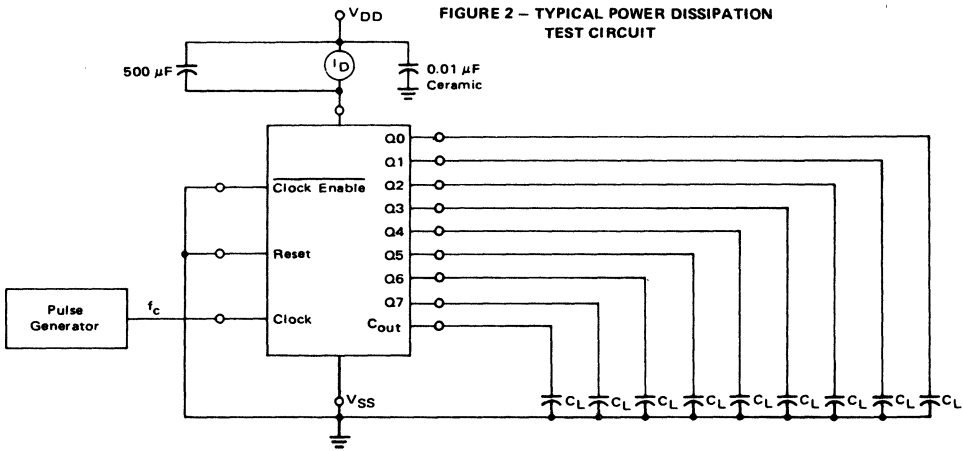 FIGURE 2 – TYPICAL POWER DISSIPATION
TEST CIRCUIT
VDD
500 µF
ID
0.01 µF
Ceramic
Q0
Q1
Clock Enable
Q2
Q3
Q4
Reset
Q5
Q6
Q7
Pulse
Generator
fc
Clock
Cout
VSS
CL CL CL CL CL CL CL CL CL